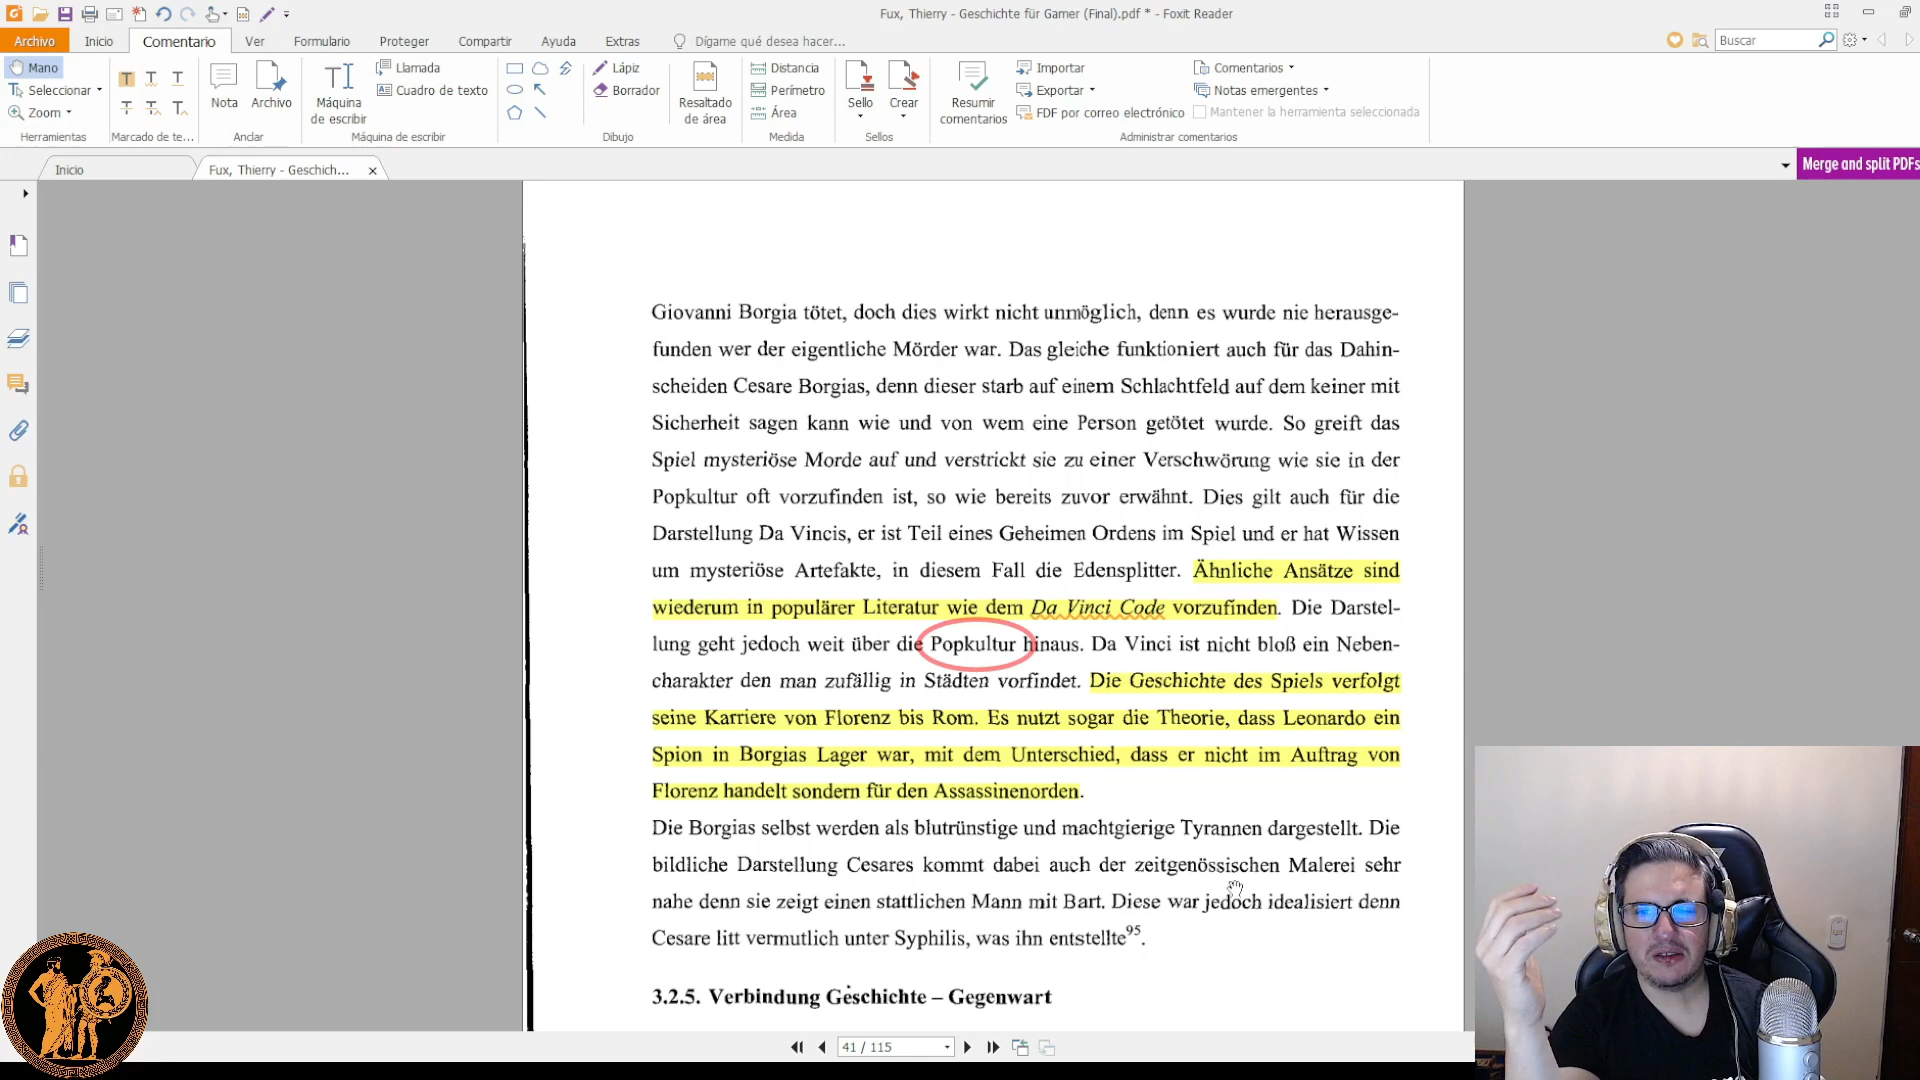 Fux, Thierry - Geschichte für Gamer (Final).pdf * - Foxit Reader
Archivo Inicio Comentario Ver Formulario Proteger Compartir Ayuda Extras Dígame qué desea hacer... Buscar
Mano
Seleccionar
Zoom
Herramientas
Marcado de te...
Nota
Archivo
Anclar
Máquina
de escribir
Llamada
Cuadro de texto
Máquina de escribir
Lápiz
Borrador
Dibujo
Resaltado
de área
Distancia
Perímetro
Área
Medida
Sello
Crear
Sellos
Resumir
comentarios
Importar
Exportar
FDF por correo electrónico
Comentarios
Notas emergentes
Mantener la herramienta seleccionada
Administrar comentarios
Inicio
Fux, Thierry - Geschich...
Merge and split PDFs
Giovanni Borgia tötet, doch dies wirkt nicht unmöglich, denn es wurde nie herausge-
funden wer der eigentliche Mörder war. Das gleiche funktioniert auch für das Dahin-
scheiden Cesare Borgias, denn dieser starb auf einem Schlachtfeld auf dem keiner mit
Sicherheit sagen kann wie und von wem eine Person getötet wurde. So greift das
Spiel mysteriöse Morde auf und verstrickt sie zu einer Verschwörung wie sie in der
Popkultur oft vorzufinden ist, so wie bereits zuvor erwähnt. Dies gilt auch für die
Darstellung Da Vincis, er ist Teil eines Geheimen Ordens im Spiel und er hat Wissen
um mysteriöse Artefakte, in diesem Fall die Edensplitter. Ähnliche Ansätze sind
wiederum in populärer Literatur wie dem Da Vinci Code vorzufinden. Die Darstel-
lung geht jedoch weit über die Popkultur hinaus. Da Vinci ist nicht bloß ein Neben-
charakter den man zufällig in Städten vorfindet. Die Geschichte des Spiels verfolgt
seine Karriere von Florenz bis Rom. Es nutzt sogar die Theorie, dass Leonardo ein
Spion in Borgias Lager war, mit dem Unterschied, dass er nicht im Auftrag von
Florenz handelt sondern für den Assassinenorden.
Die Borgias selbst werden als blutrünstige und machtgierige Tyrannen dargestellt. Die
bildliche Darstellung Cesares kommt dabei auch der zeitgenössischen Malerei sehr
nahe denn sie zeigt einen stattlichen Mann mit Bart. Diese war jedoch idealisiert denn
Cesare litt vermutlich unter Syphilis, was ihn entstellte95.
3.2.5. Verbindung Geschichte – Gegenwart
41 / 115